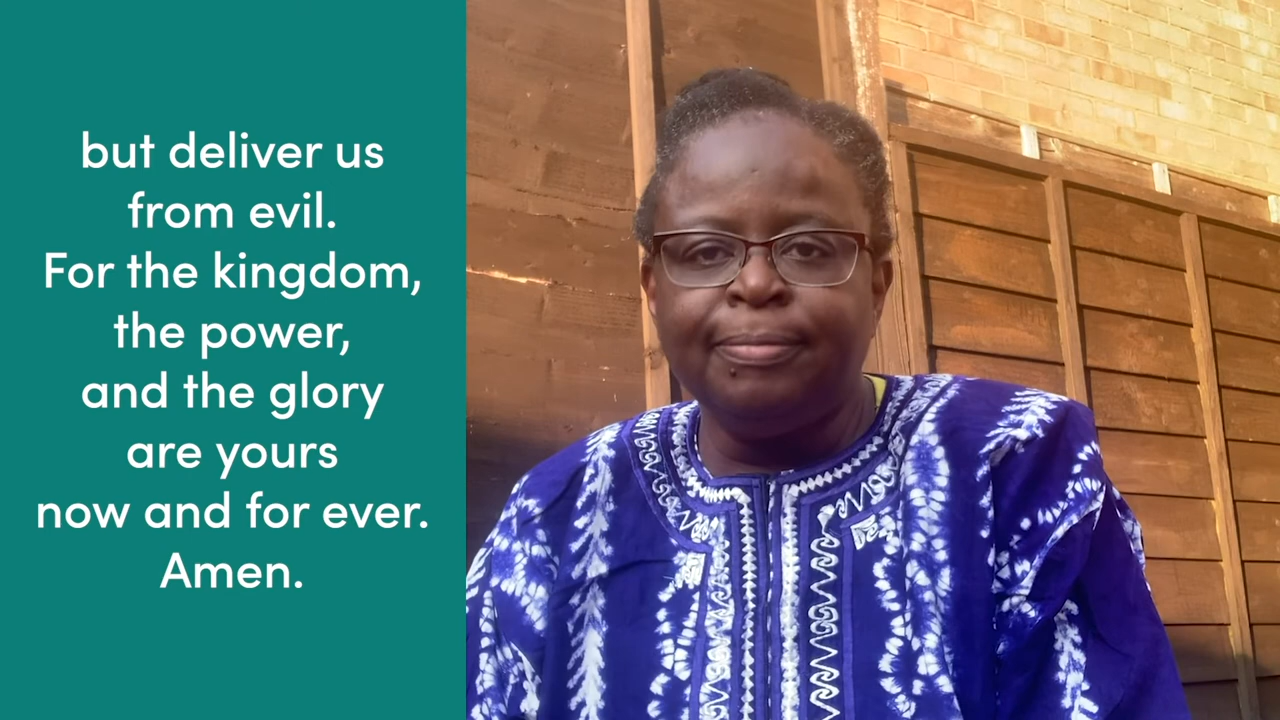 but deliver us
from evil.
For the kingdom,
the power,
and the glory
are yours
now and for ever.
Amen.